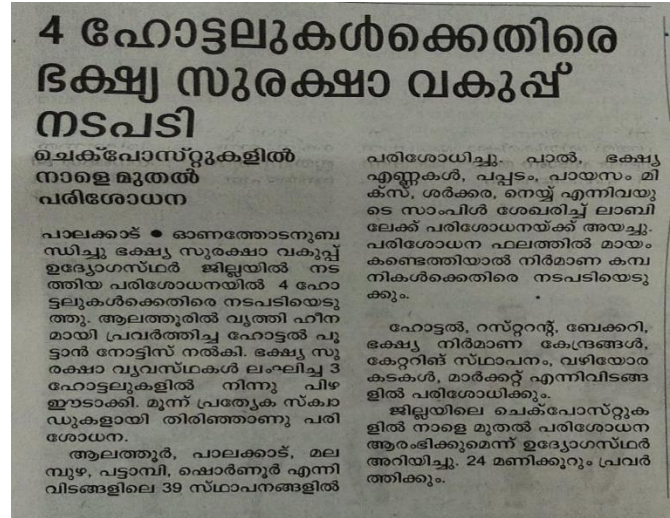 4 ഹോട്ടലുകൾക്കെതിരെ
ഭക്ഷ്യ സുരക്ഷാ വകുപ്പ്
നടപടി
ചെക്പോസ്റ്റുകളിൽ
നാളെ മുതൽ
പരിശോധന
പാലക്കാട് ● ഓണത്തോടനുബ
ന്ധിച്ചു ഭക്ഷ്യ സുരക്ഷാ വകുപ്പ്
ഉദ്യോഗസ്ഥർ ജില്ലയിൽ നട
ത്തിയ പരിശോധനയിൽ 4 ഹോ
ട്ടലുകൾക്കെതിരെ നടപടിയെടു
ത്തു. ആലത്തൂരിൽ വൃത്തി ഹീന
മായി പ്രവർത്തിച്ച ഹോട്ടൽ പൂ
ട്ടാൻ നോട്ടിസ് നൽകി. ഭക്ഷ്യ സു
രക്ഷാ വ്യവസ്ഥകൾ ലംഘിച്ച 3
ഹോട്ടലുകളിൽ നിന്നു പിഴ
ഈടാക്കി. മൂന്ന് പ്രത്യേക സ്ക്വാ
ഡുകളായി തിരിഞ്ഞാണു പരി
ശോധന.
ആലത്തൂർ, പാലക്കാട്, മല
മ്പുഴ, പട്ടാമ്പി, ഷൊർണൂർ എന്നി
വിടങ്ങളിലെ 39 സ്ഥാപനങ്ങളിൽ
പരിശോധിച്ചു. പാൽ, ഭക്ഷ്യ
എണ്ണകൾ, പപ്പടം, പായസം മി
ക്സ്, ശർക്കര, നെയ്യ് എന്നിവയു
ടെ സാംപിൾ ശേഖരിച്ച് ലാബി
ലേക്ക് പരിശോധനയ്ക്ക് അയച്ചു.
പരിശോധന ഫലത്തിൽ മായം
കണ്ടെത്തിയാൽ നിർമാണ കമ്പ
നികൾക്കെതിരെ നടപടിയെടു
ക്കും.
ഹോട്ടൽ, റസ്റ്ററന്റ്, ബേക്കറി,
ഭക്ഷ്യ നിർമാണ കേന്ദ്രങ്ങൾ,
കേറ്ററിങ് സ്ഥാപനം, വഴിയോര
കടകൾ, മാർക്കറ്റ് എന്നിവിടങ്ങ
ളിൽ പരിശോധിക്കും.
ജില്ലയിലെ ചെക്പോസ്റ്റുക
ളിൽ നാളെ മുതൽ പരിശോധന
ആരംഭിക്കുമെന്ന് ഉദ്യോഗസ്ഥർ
അറിയിച്ചു. 24 മണിക്കൂറും പ്രവർ
ത്തിക്കും.